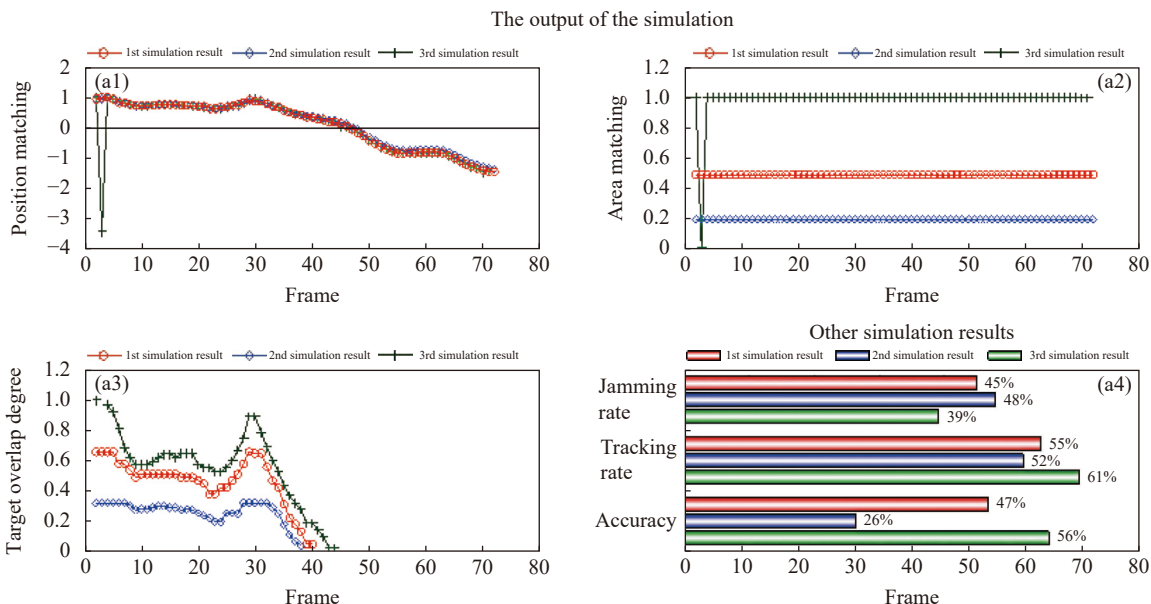 The output of the simulation
1st simulation result 2nd simulation result 3rd simulation result
(a1)
Position matching
2
1
0
−1
−2
−3
−4
0 10 20 30 40 50 60 70 80
Frame
1st simulation result 2nd simulation result 3rd simulation result
(a2)
Area matching
1.2
1.0
0.8
0.6
0.4
0.2
0
0 10 20 30 40 50 60 70 80
Frame
1st simulation result 2nd simulation result 3rd simulation result
(a3)
Target overlap degree
1.2
1.0
0.8
0.6
0.4
0.2
0
0 10 20 30 40 50 60 70 80
Frame
Other simulation results
1st simulation result 2nd simulation result 3rd simulation result
(a4)
Jamming
rate
45%
48%
39%
Tracking
rate
55%
52%
61%
Accuracy
47%
26%
56%
0 10 20 30 40 50 60 70 80
Frame